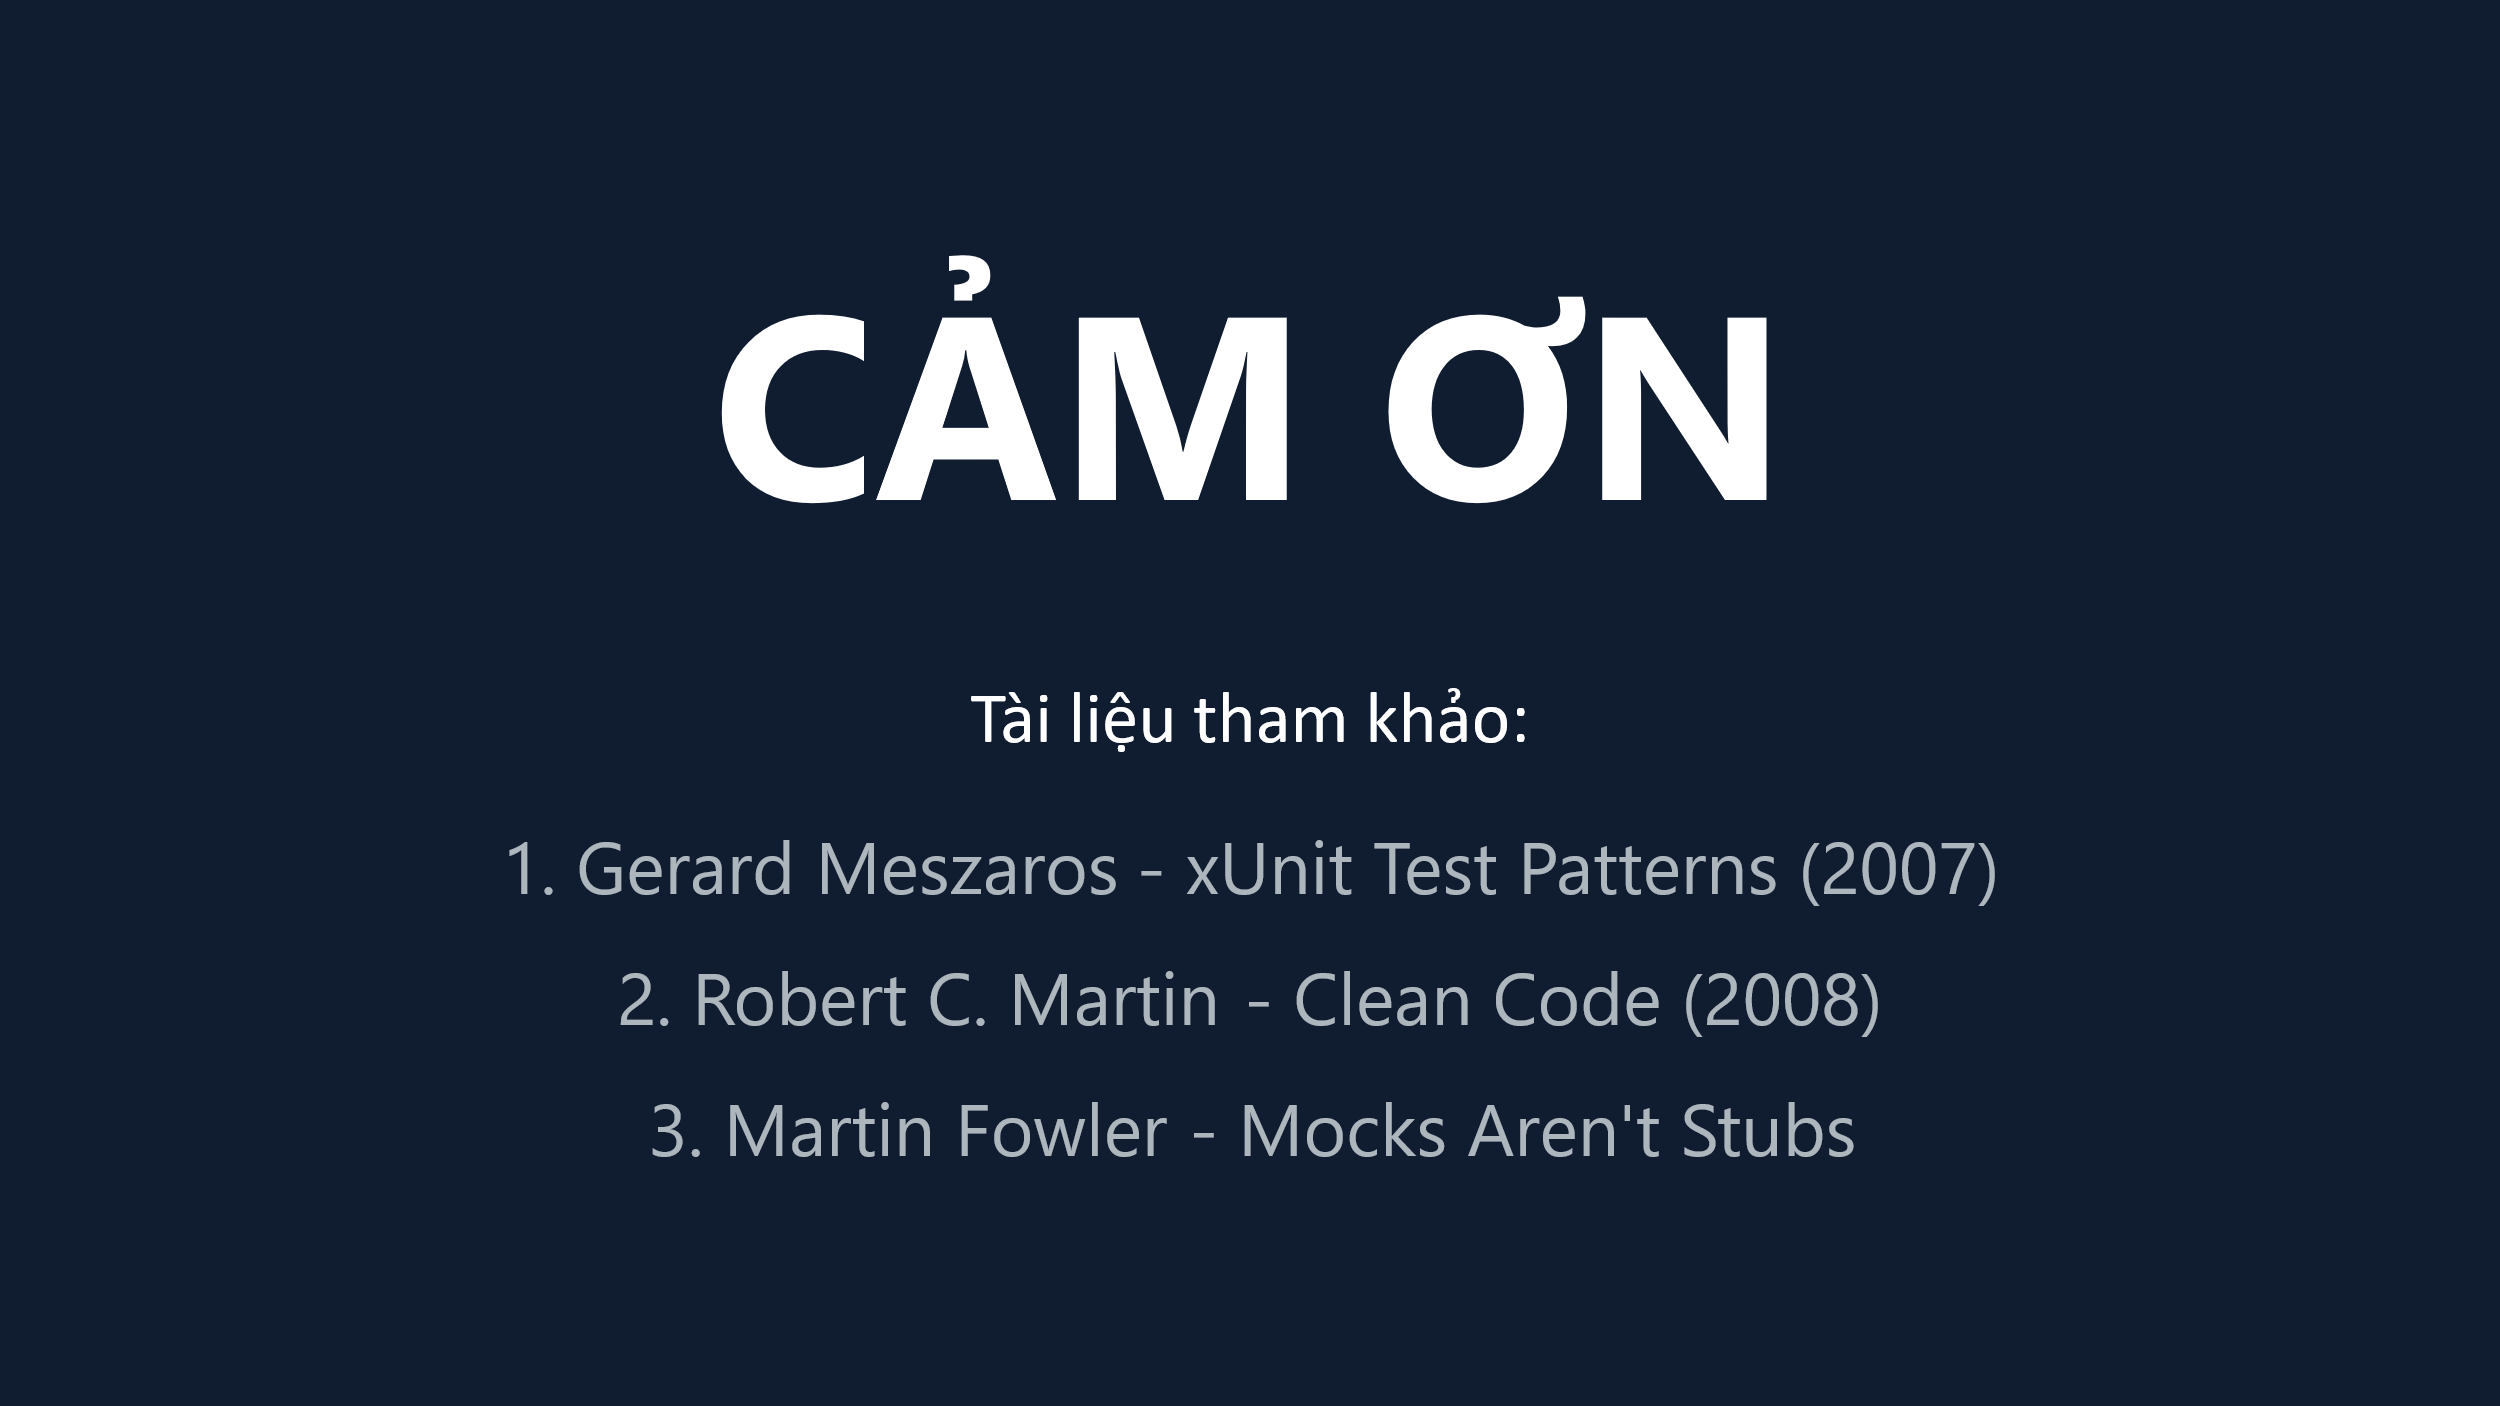 CẢM ƠN
Tài liệu tham khảo:
1. Gerard Meszaros - xUnit Test Patterns (2007)
2. Robert C. Martin - Clean Code (2008)
3. Martin Fowler - Mocks Aren't Stubs